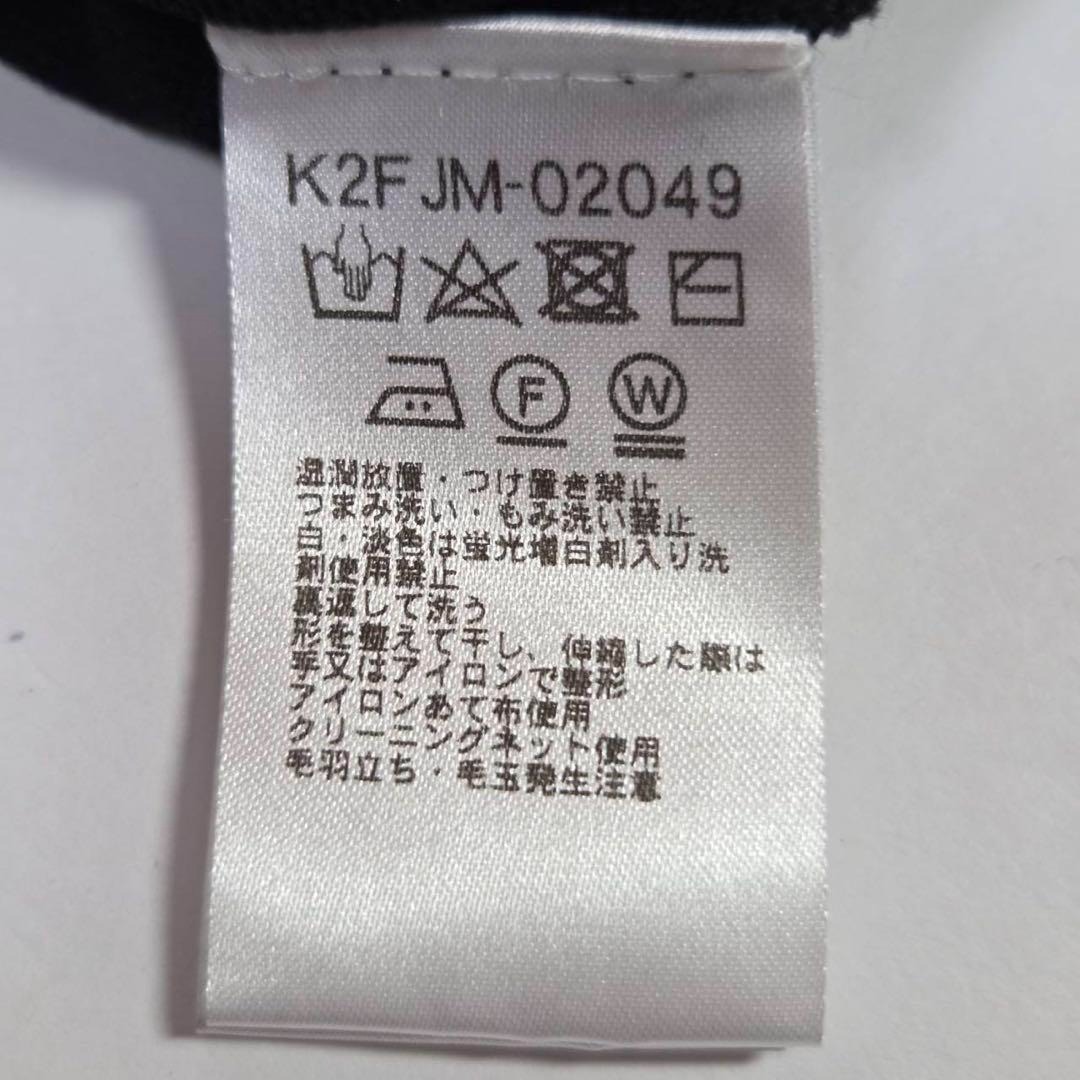 K2FJM-02049
F W
湿潤放置・つけ置き禁止
つまみ洗い・もみ洗い禁止
白・淡色は蛍光増白剤入り洗
剤使用禁止
裏返して洗う
形を整えて干し、伸縮した際は
手又はアイロンで整形
アイロンあて布使用
クリーニングネット使用
毛羽立ち・毛玉発生注意